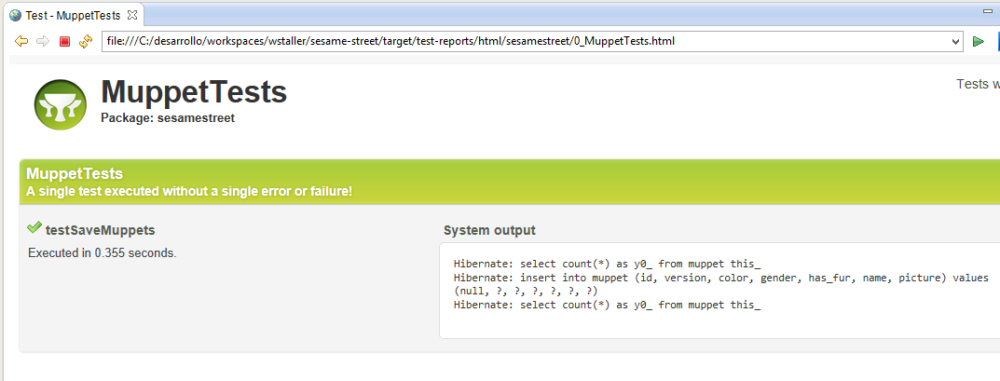 Test - MuppetTests
file:///C:/desarrollo/workspaces/wstaller/sesame-street/target/test-reports/html/sesamestreet/0_MuppetTests.html
MuppetTests
Tests
Package: sesamestreet
MuppetTests
A single test executed without a single error or failure!
testSaveMuppets
Executed in 0.355 seconds.
System output
Hibernate: select count(*) as y0_ from muppet this_
Hibernate: insert into muppet (id, version, color, gender, has_fur, name, picture) values
(null, ?, ?, ?, ?, ?, ?)
Hibernate: select count(*) as y0_ from muppet this_